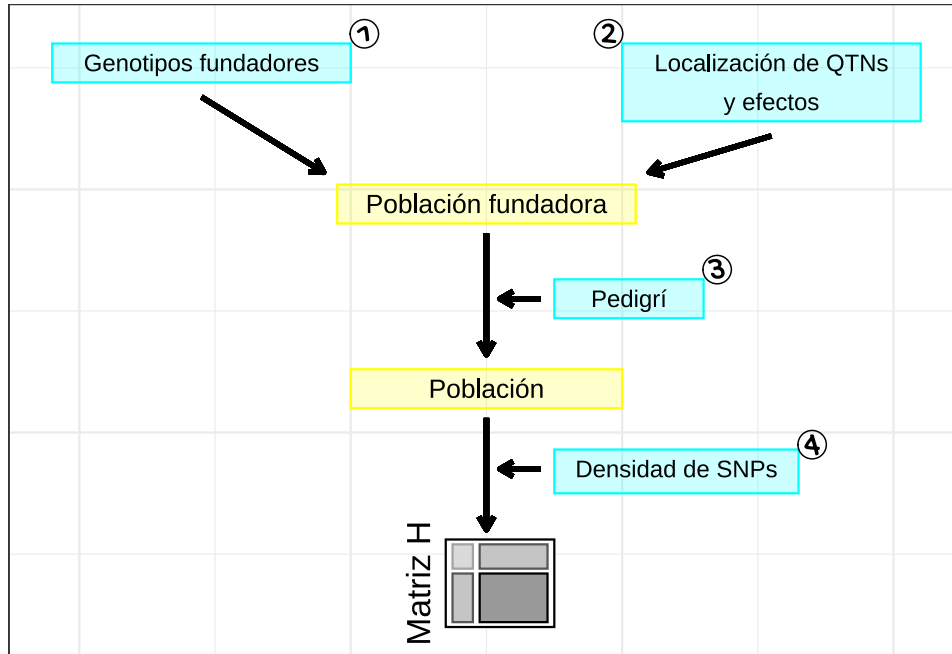 1
Genotipos fundadores
2
Localización de QTNs
y efectos
Población fundadora
3
Pedigrí
Población
4
Densidad de SNPs
Matriz H